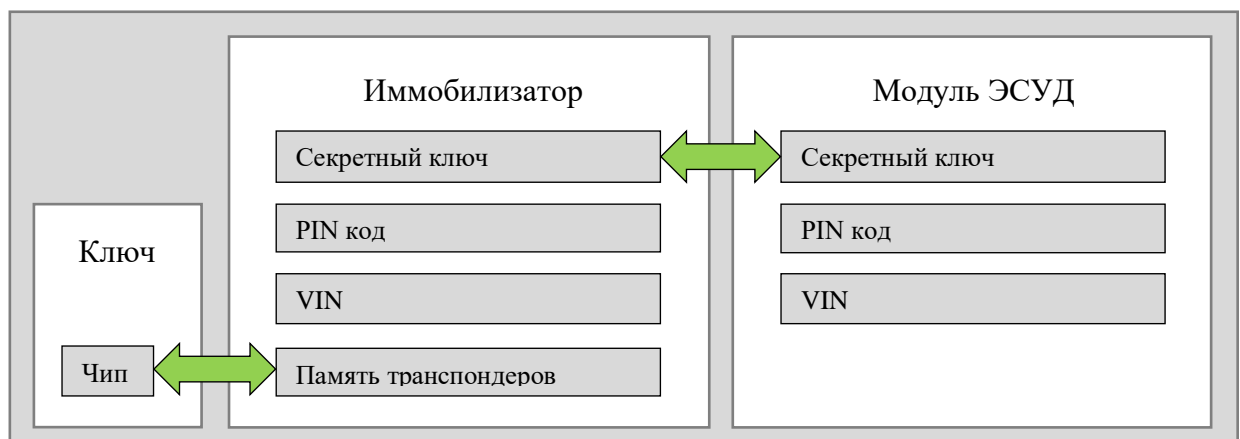 Иммобилизатор
Модуль ЭСУД
Секретный ключ
Секретный ключ
PIN код
PIN код
Ключ
VIN
VIN
Чип
Память транспондеров